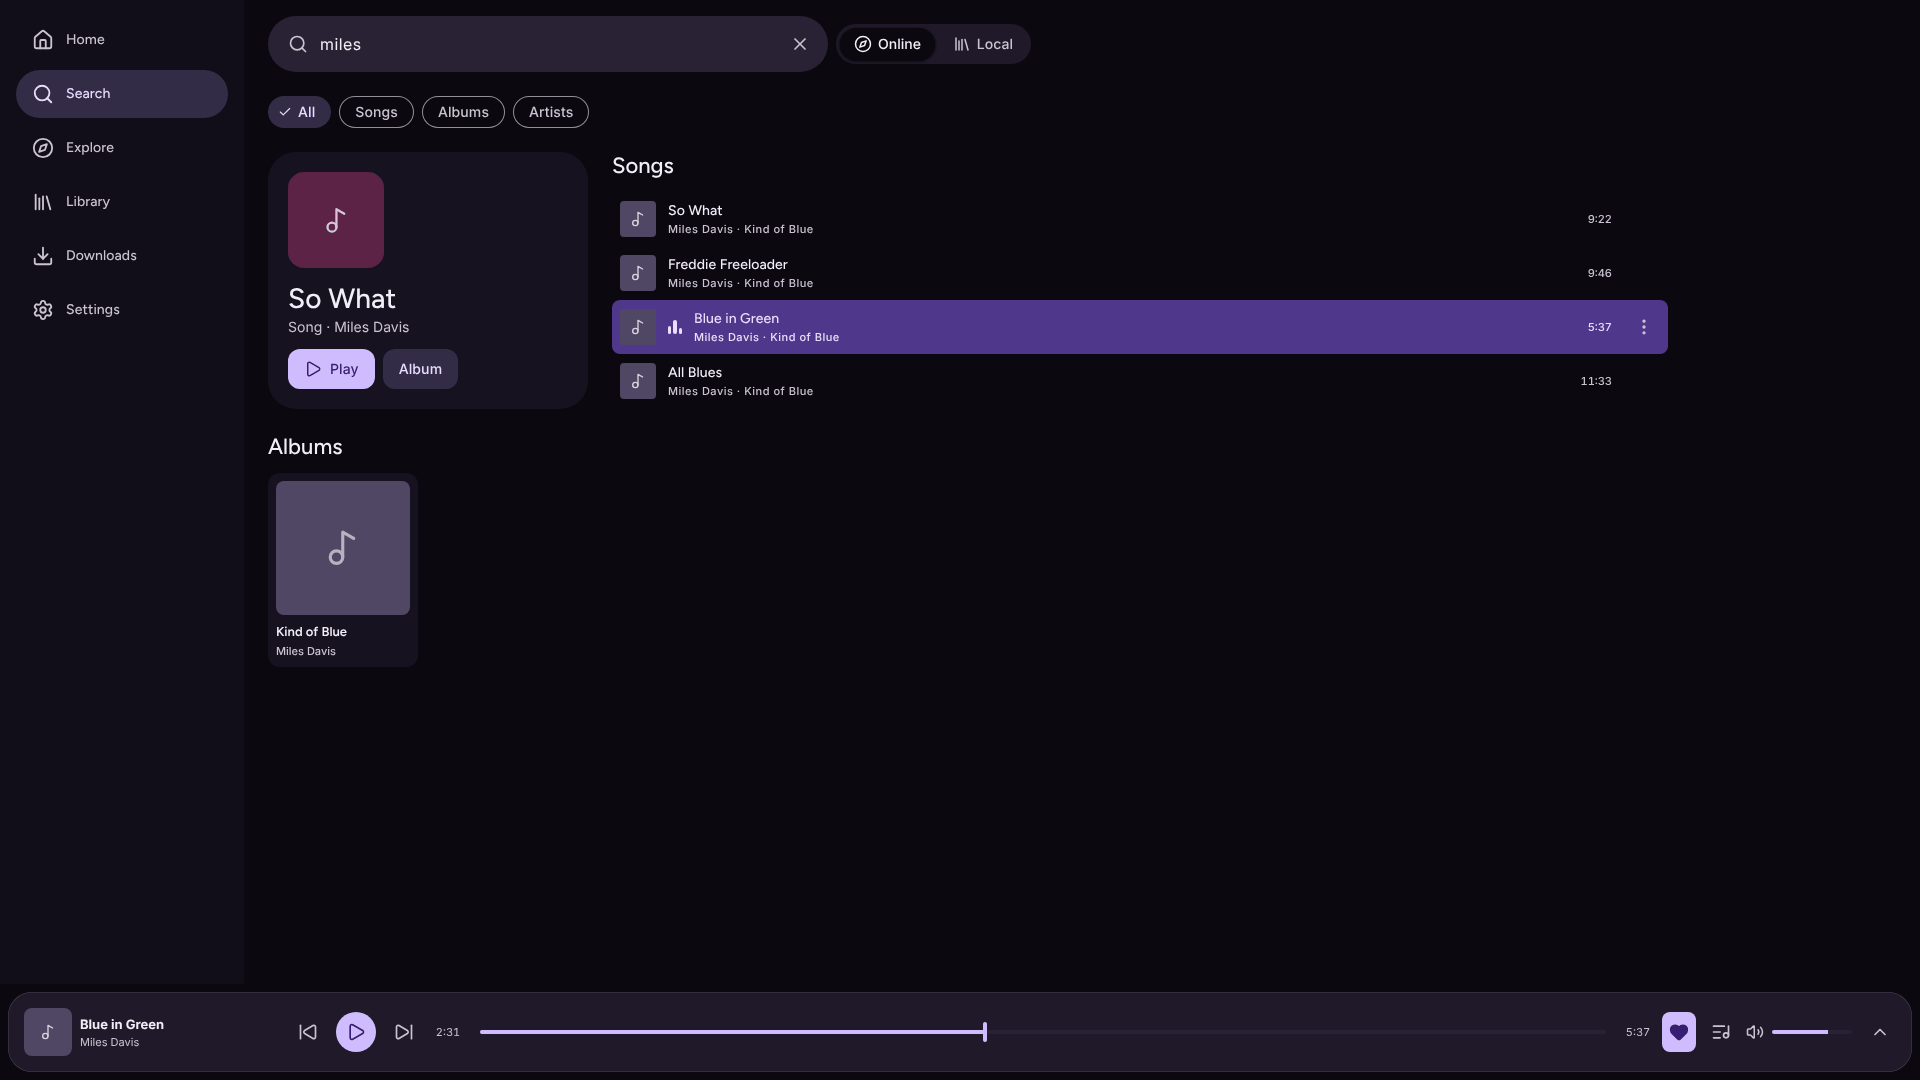 Home
Search
Explore
Library
Downloads
Settings
miles
Online
Local
All
Songs
Albums
Artists
So What
Song · Miles Davis
Play
Album
Songs
So What
Miles Davis · Kind of Blue
9:22
Freddie Freeloader
Miles Davis · Kind of Blue
9:46
Blue in Green
Miles Davis · Kind of Blue
5:37
All Blues
Miles Davis · Kind of Blue
11:33
Albums
Kind of Blue
Miles Davis
Blue in Green
Miles Davis
2:31
5:37